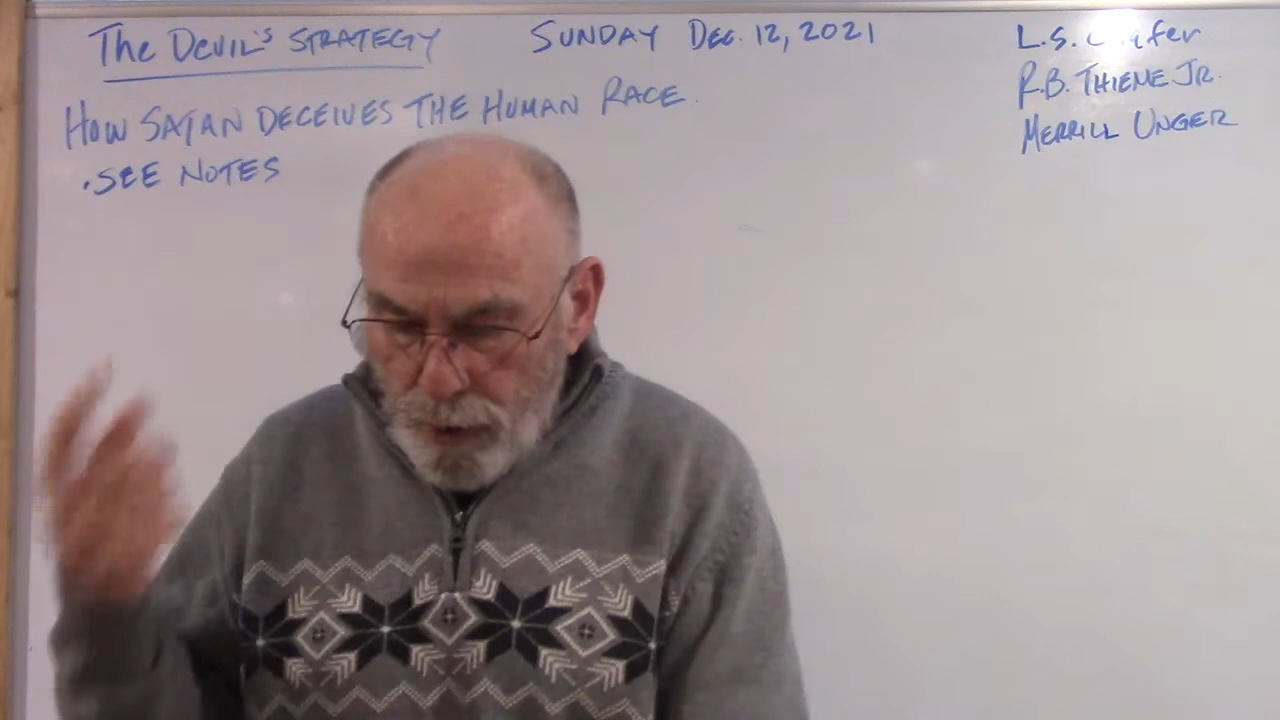 The Devil's Strategy
Sunday Dec. 12, 2021
How Satan Deceives The Human Race.
• See Notes
L.S.
R.B. Thieme Jr.
Merrill Unger